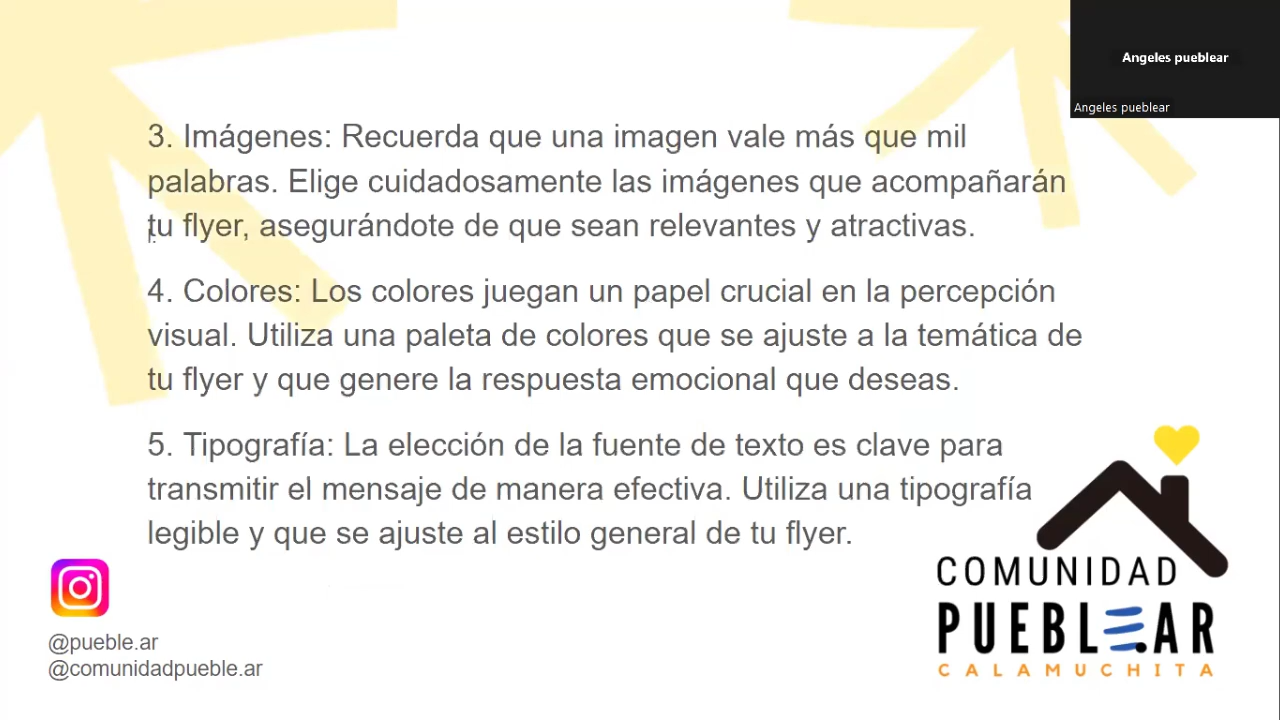 Angeles pueblear
Angeles pueblear
3. Imágenes: Recuerda que una imagen vale más que mil
palabras. Elige cuidadosamente las imágenes que acompañarán
tu flyer, asegurándote de que sean relevantes y atractivas.
4. Colores: Los colores juegan un papel crucial en la percepción
visual. Utiliza una paleta de colores que se ajuste a la temática de
tu flyer y que genere la respuesta emocional que deseas.
5. Tipografía: La elección de la fuente de texto es clave para
transmitir el mensaje de manera efectiva. Utiliza una tipografía
legible y que se ajuste al estilo general de tu flyer.
@pueble.ar
@comunidadpueble.ar
COMUNIDAD
PUEBLE.AR
CALAMUCHITA